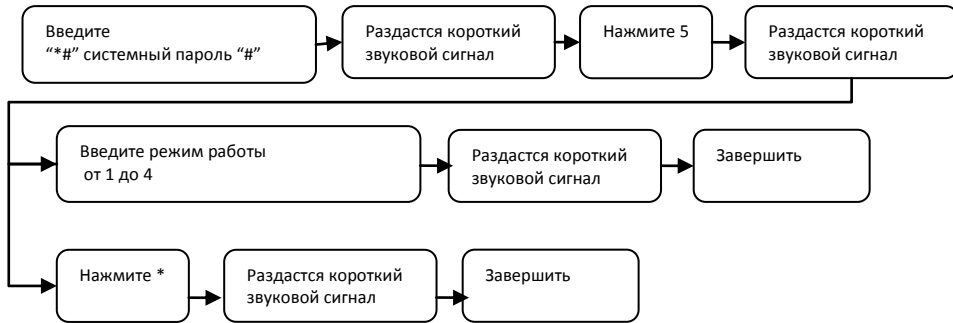 Введите
“*#” системный пароль “#”
Раздастся короткий
звуковой сигнал
Нажмите 5
Раздастся короткий
звуковой сигнал
Введите режим работы
от 1 до 4
Раздастся короткий
звуковой сигнал
Завершить
Нажмите *
Раздастся короткий
звуковой сигнал
Завершить